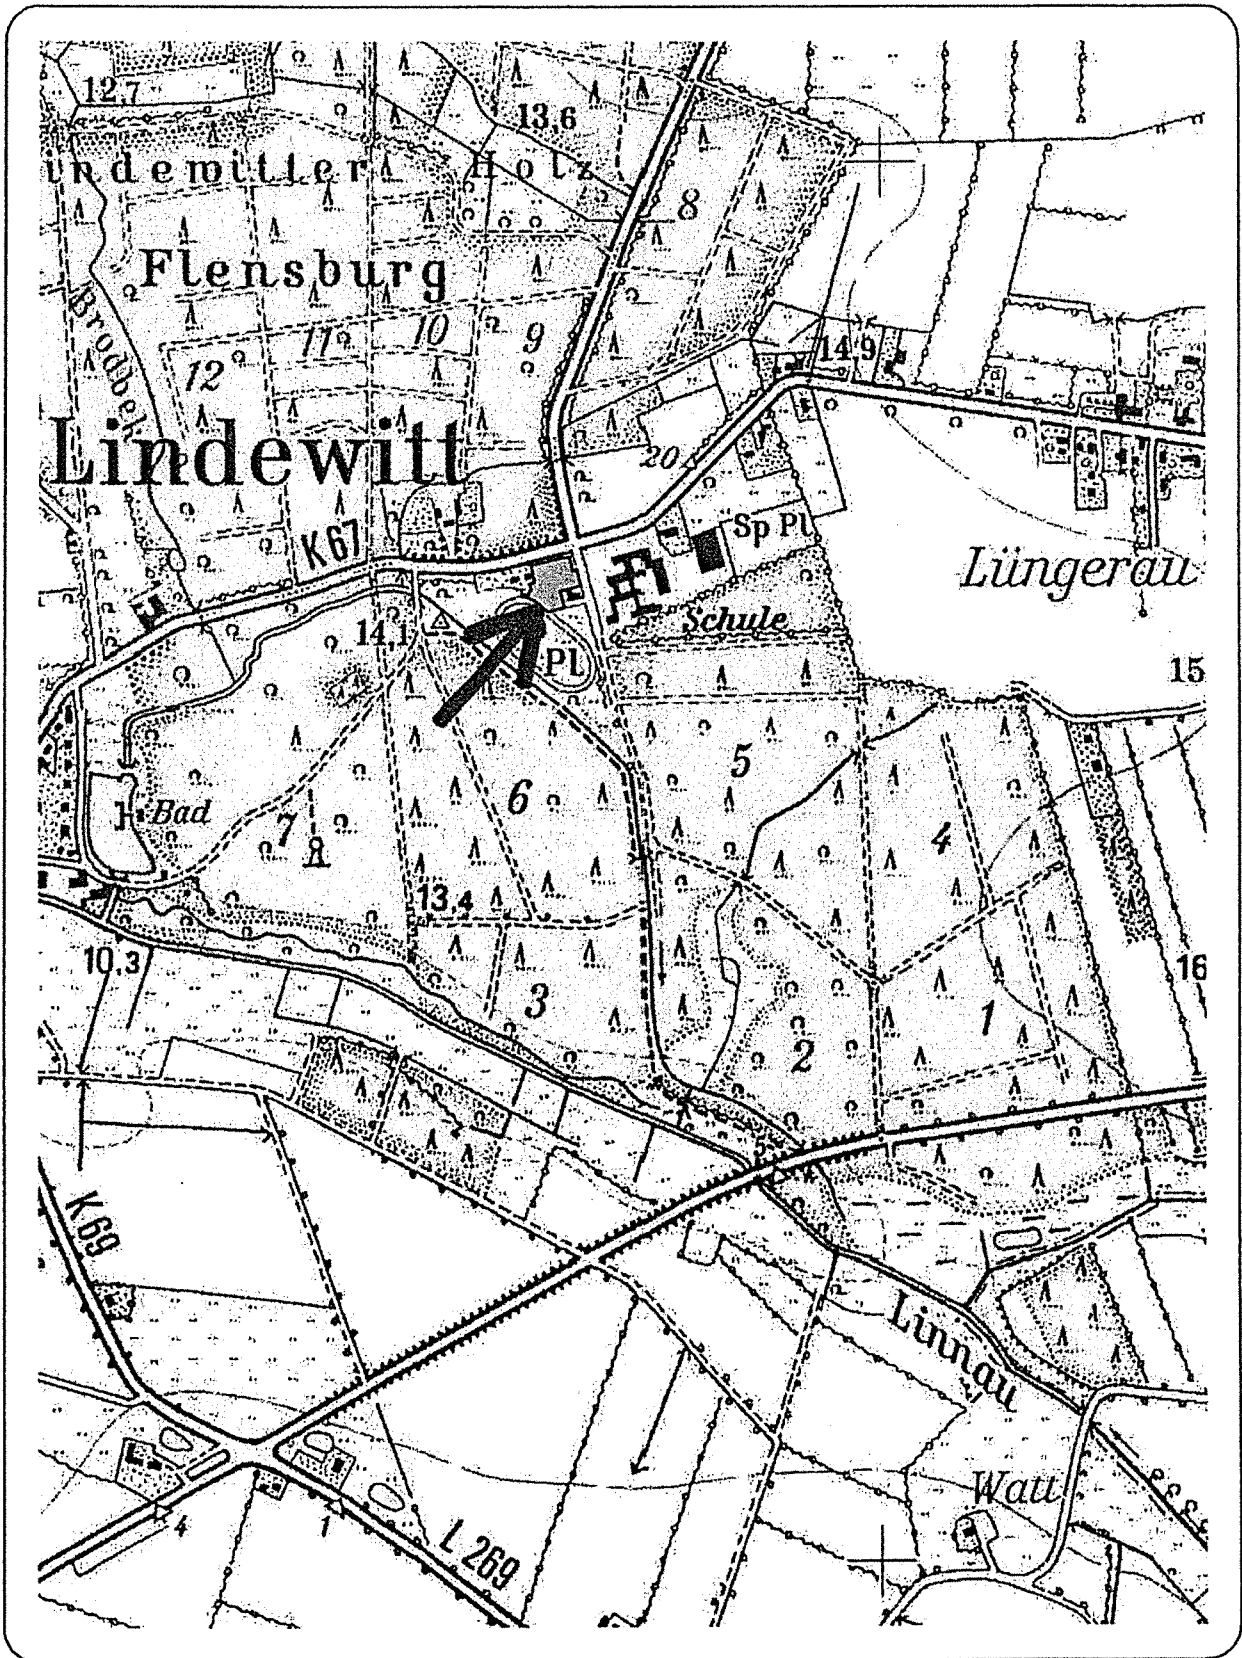 12,7
13,6
indewitter Holz
8
Flensburg
Brodbek
11
10
9
12
14,9
Lindewitt
20
K 67
Sp Pl
Lüngerau
Schule
14,1
Pl
15
5
6
Bad
7
4
13,4
10,3
16
3
1
2
K 69
Linnau
Watt
4
1
L 269